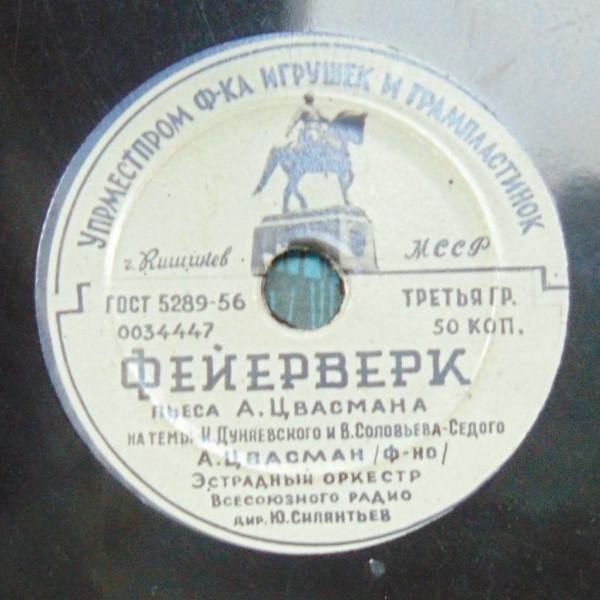 УПРМЕСТПРОМ Ф-КА ИГРУШЕК И ГРАМПЛАСТИНОК
г. Кишинев МССР
ГОСТ 5289-56 ТРЕТЬЯ ГР.
0034447 50 КОП.
ФЕЙЕРВЕРК
ПЬЕСА А. ЦВАСМАНА
НА ТЕМЫ И. ДУНАЕВСКОГО И В. СОЛОВЬЕВА-СЕДОГО
А. ЦВАСМАН /Ф-НО/
ЭСТРАДНЫЙ ОРКЕСТР
ВСЕСОЮЗНОГО РАДИО
ДИР. Ю. СИЛАНТЬЕВ